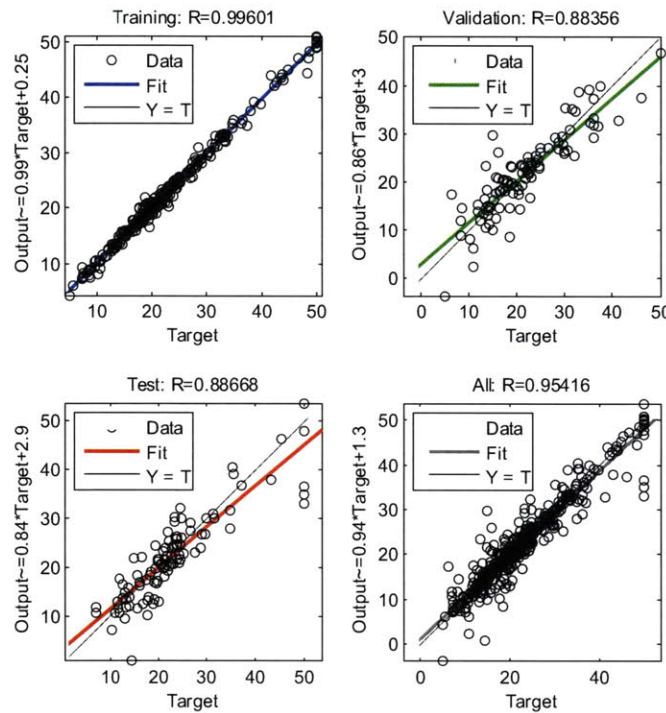 Training: R=0.99601
Output~=0.99*Target+0.25
50
40
30
20
10
Data
Fit
Y = T
10 20 30 40 50
Target
Validation: R=0.88356
Output~=0.86*Target+3
50
40
30
20
10
0
Data
Fit
Y = T
0 10 20 30 40 50
Target
Test: R=0.88668
Output~=0.84*Target+2.9
50
40
30
20
10
Data
Fit
Y = T
10 20 30 40 50
Target
All: R=0.95416
Output~=0.94*Target+1.3
50
40
30
20
10
0
Data
Fit
Y = T
0 20 40
Target